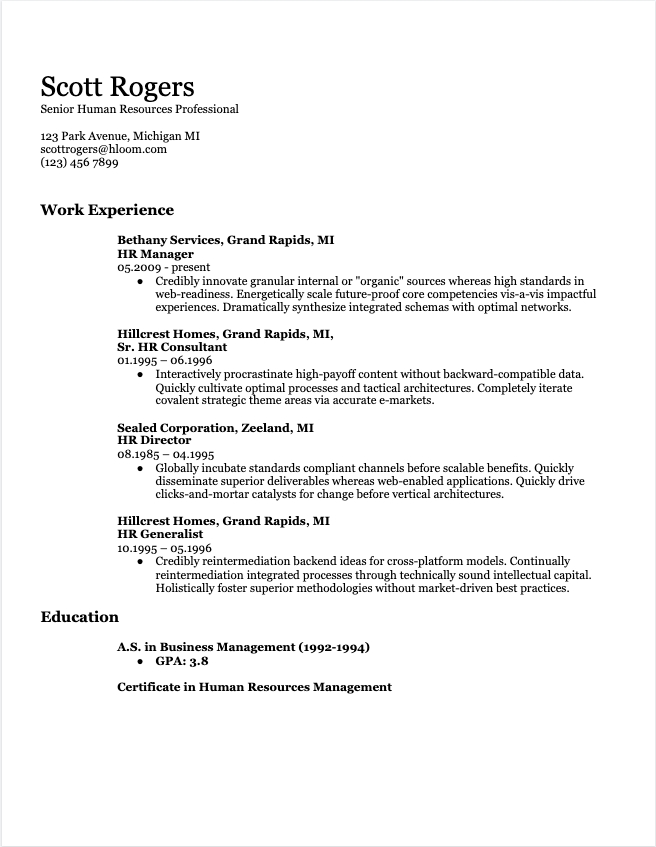 Scott Rogers
Senior Human Resources Professional
123 Park Avenue, Michigan MI
scottrogers@hloom.com
(123) 456 7899
Work Experience
Bethany Services, Grand Rapids, MI
HR Manager
05.2009 - present
● Credibly innovate granular internal or "organic" sources whereas high standards in
web-readiness. Energetically scale future-proof core competencies vis-a-vis impactful
experiences. Dramatically synthesize integrated schemas with optimal networks.
Hillcrest Homes, Grand Rapids, MI,
Sr. HR Consultant
01.1995 – 06.1996
● Interactively procrastinate high-payoff content without backward-compatible data.
Quickly cultivate optimal processes and tactical architectures. Completely iterate
covalent strategic theme areas via accurate e-markets.
Sealed Corporation, Zeeland, MI
HR Director
08.1985 – 04.1995
● Globally incubate standards compliant channels before scalable benefits. Quickly
disseminate superior deliverables whereas web-enabled applications. Quickly drive
clicks-and-mortar catalysts for change before vertical architectures.
Hillcrest Homes, Grand Rapids, MI
HR Generalist
10.1995 – 05.1996
● Credibly reintermediation backend ideas for cross-platform models. Continually
reintermediation integrated processes through technically sound intellectual capital.
Holistically foster superior methodologies without market-driven best practices.
Education
A.S. in Business Management (1992-1994)
● GPA: 3.8
Certificate in Human Resources Management